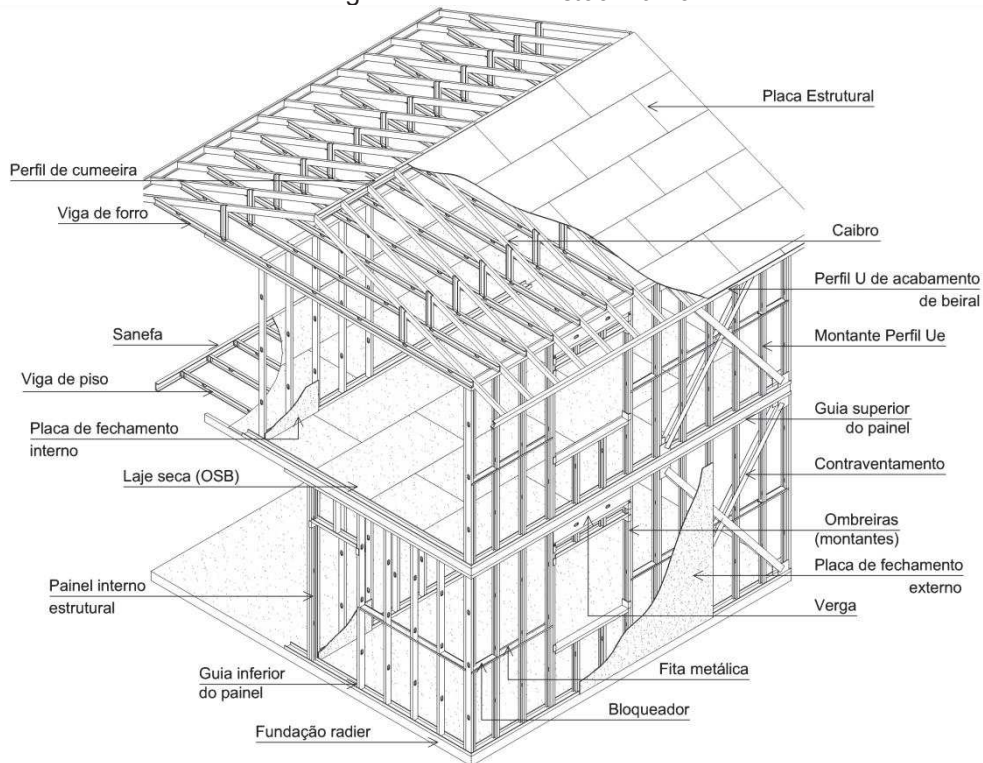 Placa Estrutural
Perfil de cumeeira
Viga de forro
Caibro
Perfil U de acabamento
de beiral
Sanefa
Montante Perfil Ue
Viga de piso
Guia superior
do painel
Placa de fechamento
interno
Laje seca (OSB)
Contraventamento
Ombreiras
(montantes)
Placa de fechamento
externo
Painel interno
estrutural
Verga
Guia inferior
do painel
Fita metálica
Bloqueador
Fundação radier